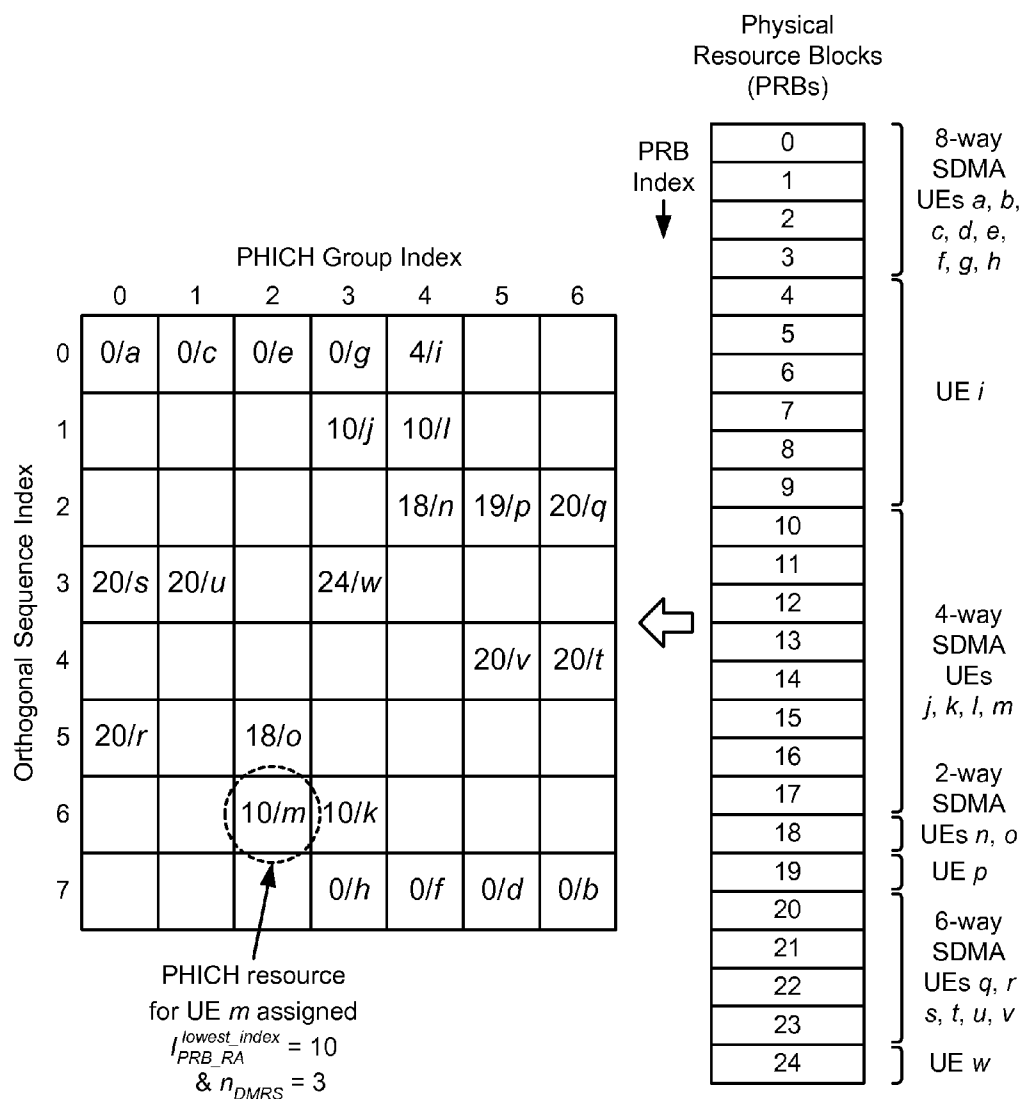 Physical
Resource Blocks
(PRBs)
PRB
Index
0
1
2
3
4
5
6
7
8
9
10
11
12
13
14
15
16
17
18
19
20
21
22
23
24
8-way
SDMA
UEs a, b,
c, d, e,
f, g, h
UE i
4-way
SDMA
UEs
j, k, l, m
2-way
SDMA
UEs n, o
UE p
6-way
SDMA
UEs q, r
s, t, u, v
UE w
PHICH Group Index
0 1 2 3 4 5 6
Orthogonal Sequence Index
0 0/a 0/c 0/e 0/g 4/i
1 10/j 10/l
2 18/n 19/p 20/q
3 20/s 20/u 24/w
4 20/v 20/t
5 20/r 18/o
6 10/m 10/k
7 0/h 0/f 0/d 0/b
PHICH resource
for UE m assigned
I_{PRB_RA}^{lowest_index} = 10
& n_{DMRS} = 3